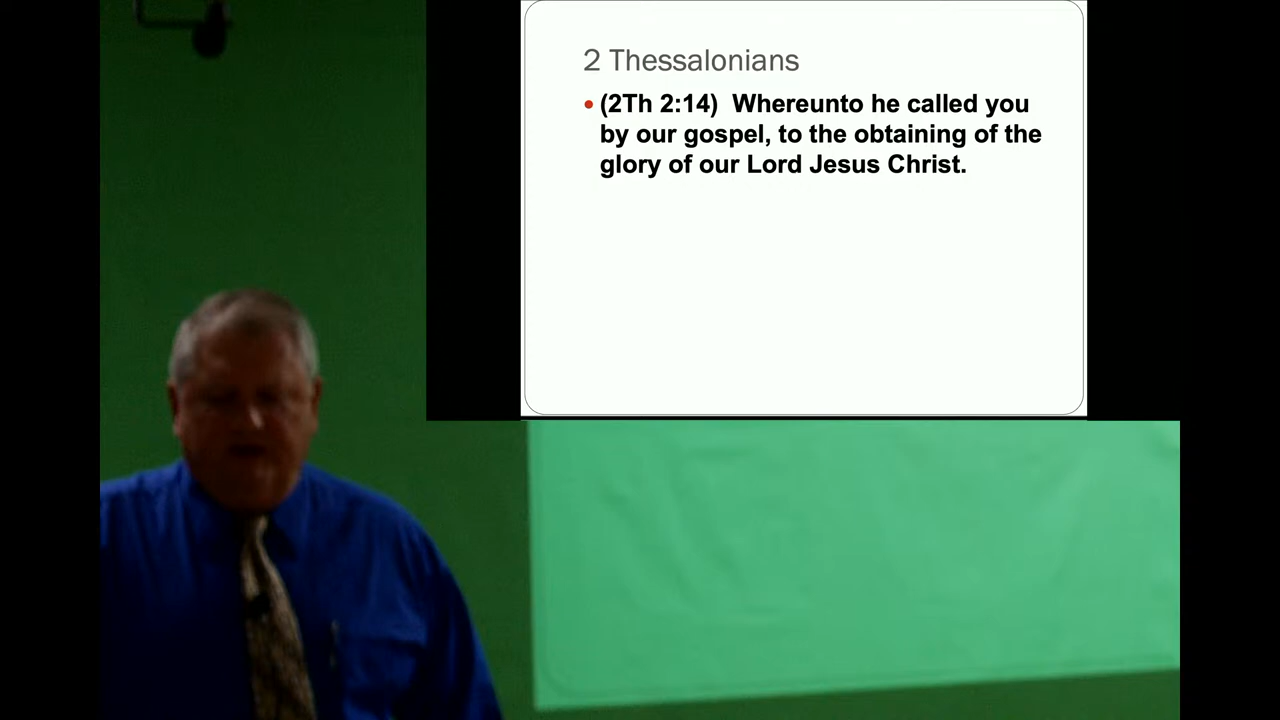 2 Thessalonians
• (2Th 2:14) Whereunto he called you
by our gospel, to the obtaining of the
glory of our Lord Jesus Christ.